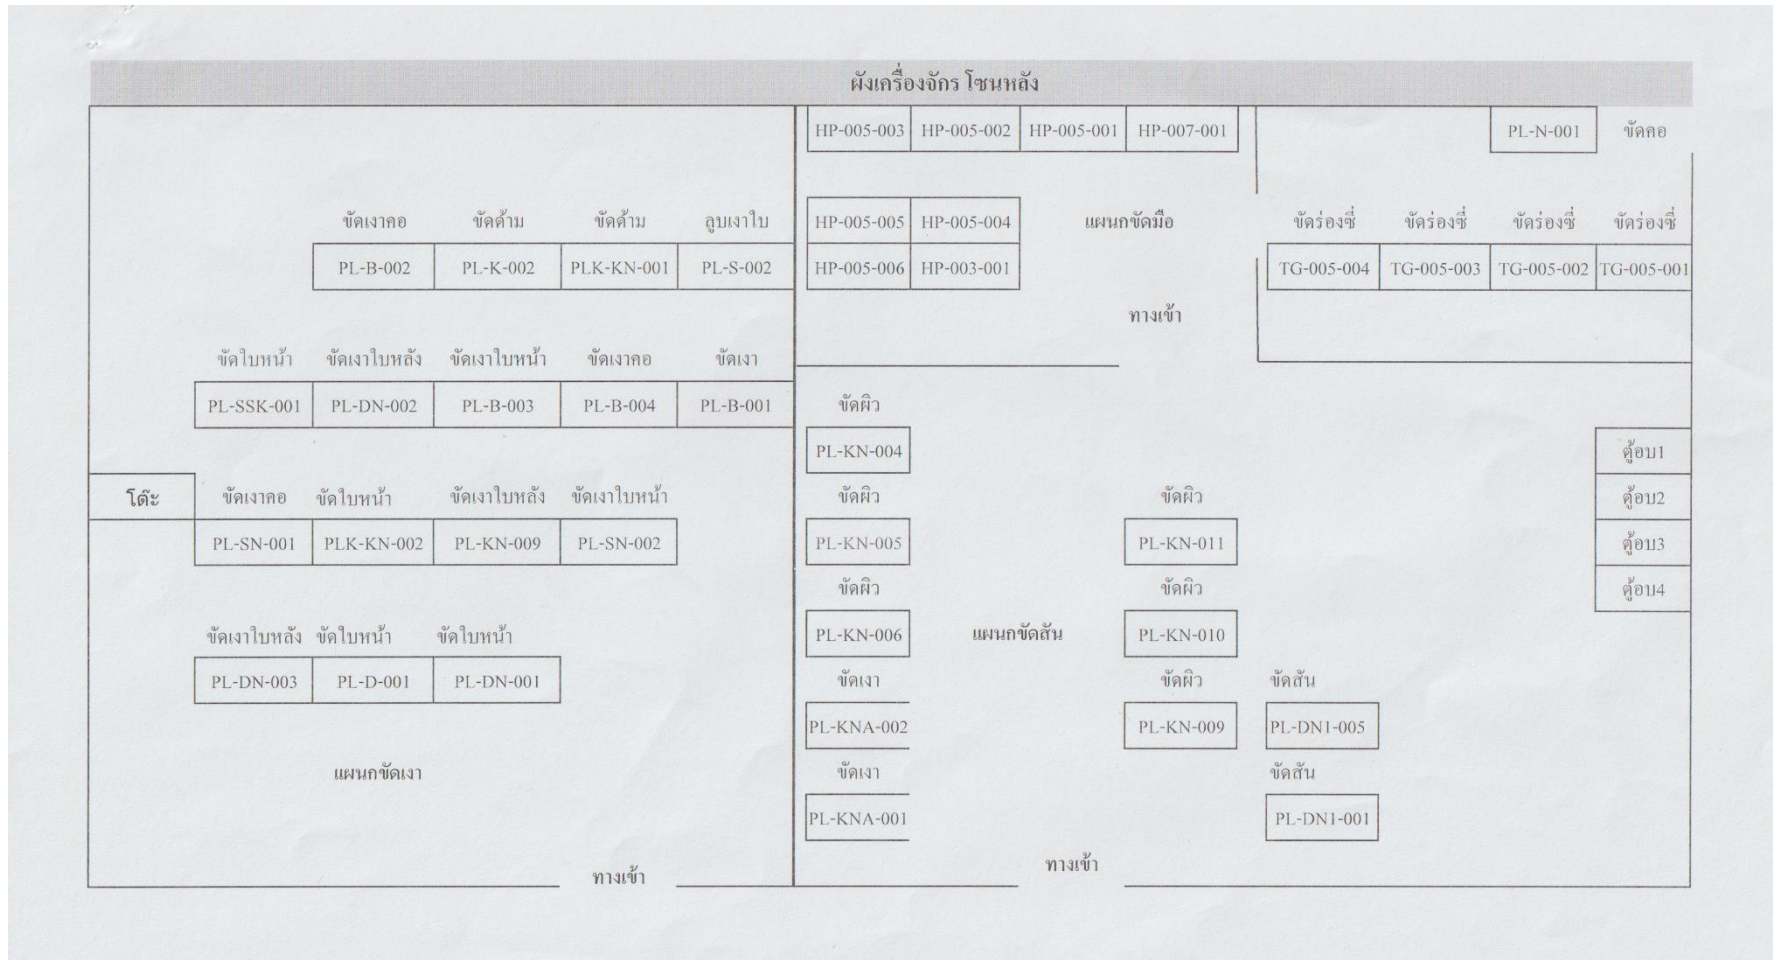 ผังเครื่องจักร โซนหลัง
HP-005-003 HP-005-002 HP-005-001 HP-007-001 PL-N-001 ขัดคอ
ขัดเงาคอ ขัดด้าม ขัดด้าม ลูบเงาใบ HP-005-005 HP-005-004 แผนกขัดมือ ขัดร่องซี่ ขัดร่องซี่ ขัดร่องซี่ ขัดร่องซี่
PL-B-002 PL-K-002 PLK-KN-001 PL-S-002 HP-005-006 HP-003-001 TG-005-004 TG-005-003 TG-005-002 TG-005-001
ทางเข้า
ขัดใบหน้า ขัดเงาใบหลัง ขัดเงาใบหน้า ขัดเงาคอ ขัดเงา
PL-SSK-001 PL-DN-002 PL-B-003 PL-B-004 PL-B-001 ขัดผิว
PL-KN-004 ตู้อบ1
โต๊ะ ขัดเงาคอ ขัดใบหน้า ขัดเงาใบหลัง ขัดเงาใบหน้า ขัดผิว ขัดผิว ตู้อบ2
PL-SN-001 PLK-KN-002 PL-KN-009 PL-SN-002 PL-KN-005 PL-KN-011 ตู้อบ3
ขัดผิว ขัดผิว ตู้อบ4
ขัดเงาใบหลัง ขัดใบหน้า ขัดใบหน้า PL-KN-006 แผนกขัดสัน PL-KN-010
PL-DN-003 PL-D-001 PL-DN-001 ขัดเงา ขัดผิว ขัดสัน
PL-KNA-002 PL-KN-009 PL-DN1-005
แผนกขัดเงา ขัดเงา ขัดสัน
PL-KNA-001 PL-DN1-001
ทางเข้า ทางเข้า